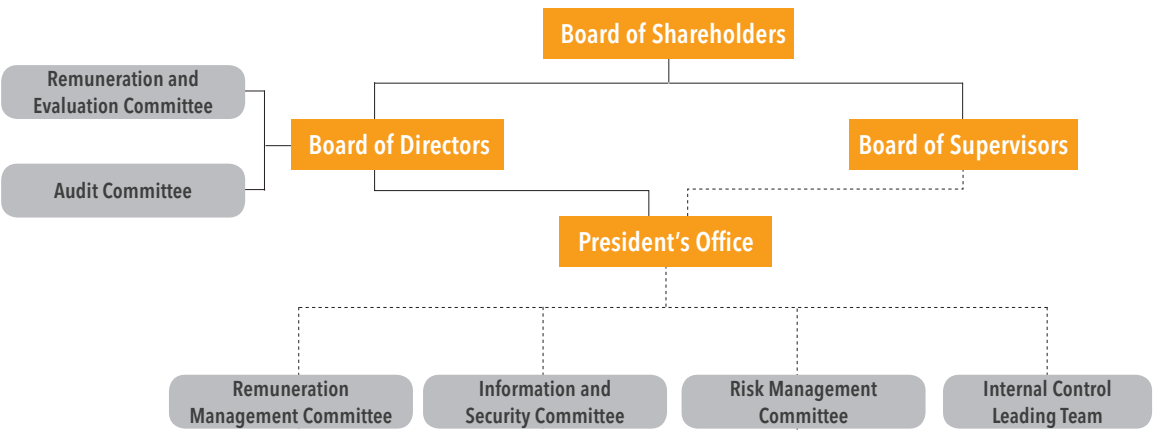 Board of Shareholders
Remuneration and
Evaluation Committee
Board of Directors
Board of Supervisors
Audit Committee
President's Office
Remuneration
Management Committee
Information and
Security Committee
Risk Management
Committee
Internal Control
Leading Team